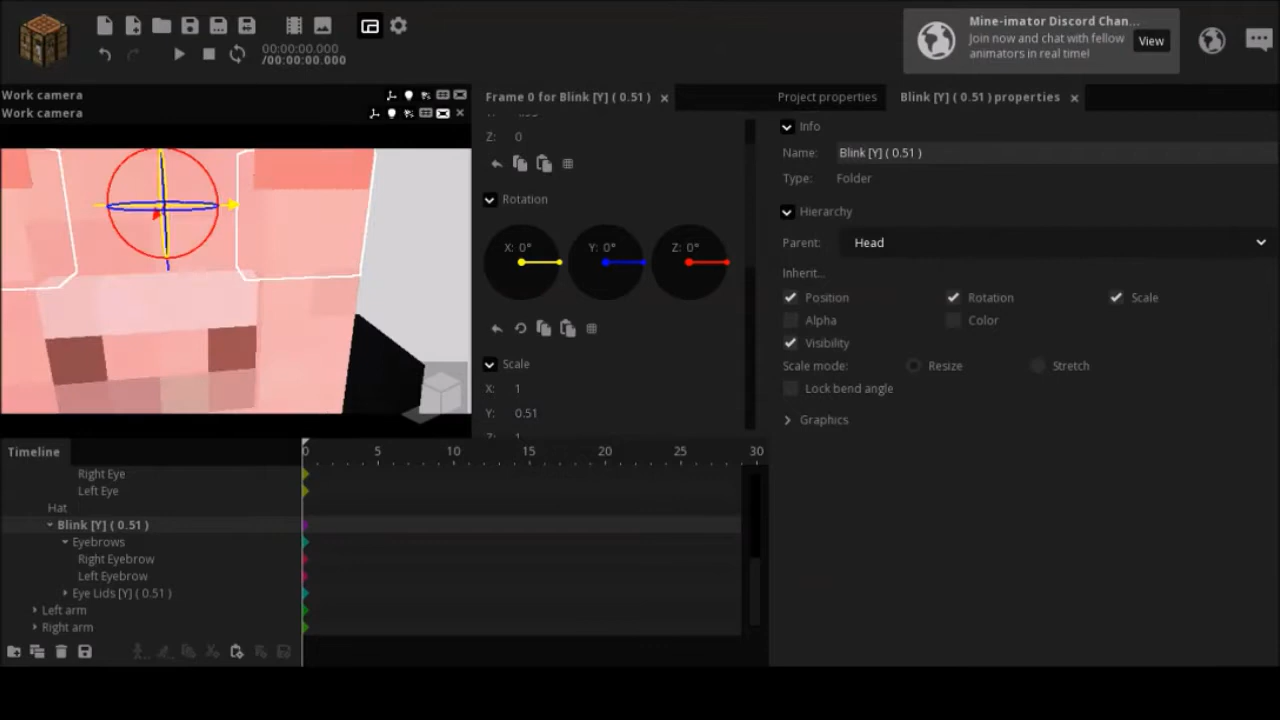 00:00:00.000
/00:00:00.000
Mine-imator Discord Chan...
Join now and chat with fellow
animators in real time!
View
Work camera
Work camera
Frame 0 for Blink [Y] ( 0.51 )
Project properties
Blink [Y] ( 0.51 ) properties
Z: 0
Rotation
X: 0° Y: 0° Z: 0°
Scale
X: 1
Y: 0.51
Info
Name: Blink [Y] ( 0.51 )
Type: Folder
Hierarchy
Parent: Head
Inherit...
Position Rotation Scale
Alpha Color
Visibility
Scale mode: Resize Stretch
Lock bend angle
Graphics
Timeline
0 5 10 15 20 25 30
Right Eye
Left Eye
Hat
Blink [Y] ( 0.51 )
Eyebrows
Right Eyebrow
Left Eyebrow
Eye Lids [Y] ( 0.51 )
Left arm
Right arm